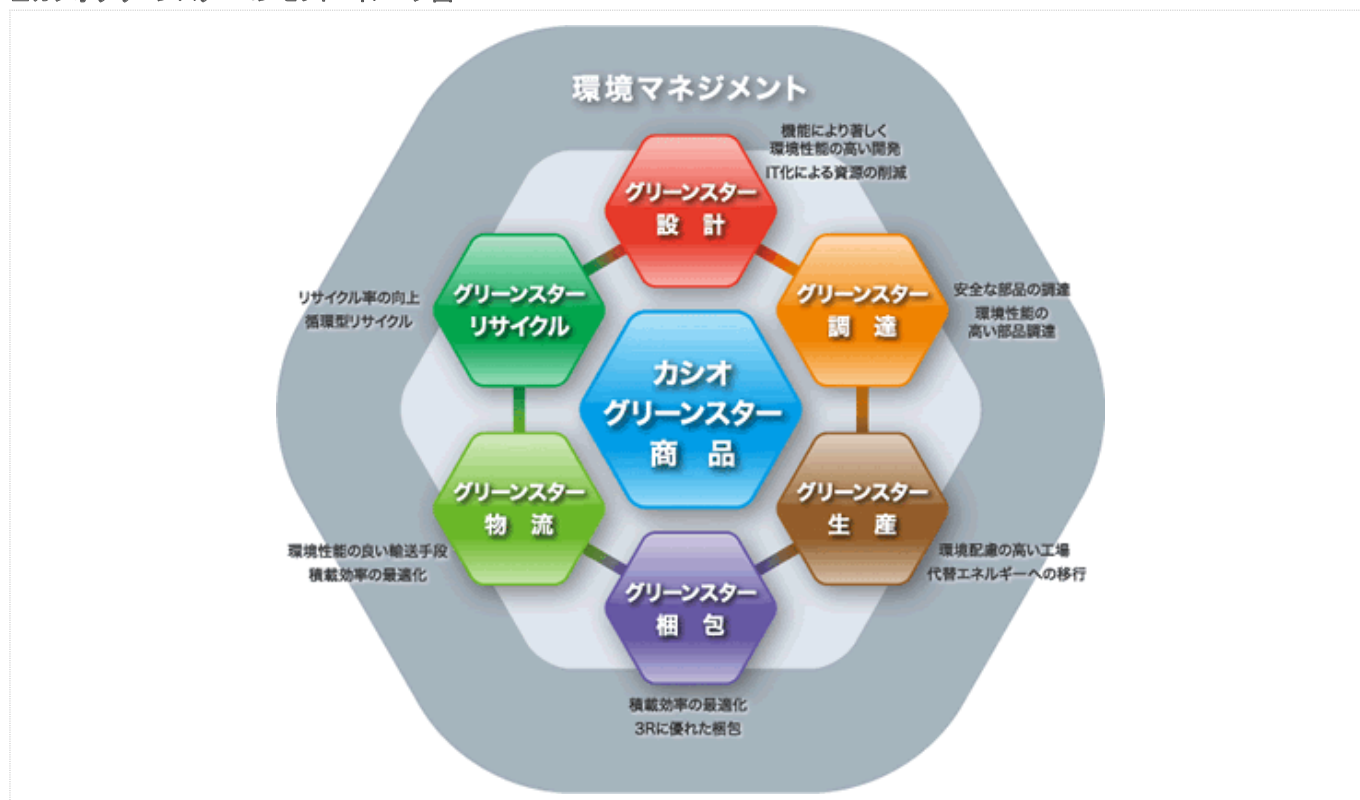 環境マネジメント
機能により著しく
環境性能の高い開発
IT化による資源の削減
グリーンスター
設 計
グリーンスター
調 達
安全な部品の調達
環境性能の
高い部品調達
グリーンスター
生 産
環境配慮の高い工場
代替エネルギーへの移行
グリーンスター
梱 包
積載効率の最適化
3Rに優れた梱包
グリーンスター
物 流
環境性能の良い輸送手段
積載効率の最適化
グリーンスター
リサイクル
リサイクル率の向上
循環型リサイクル
カシオ
グリーンスター
商 品